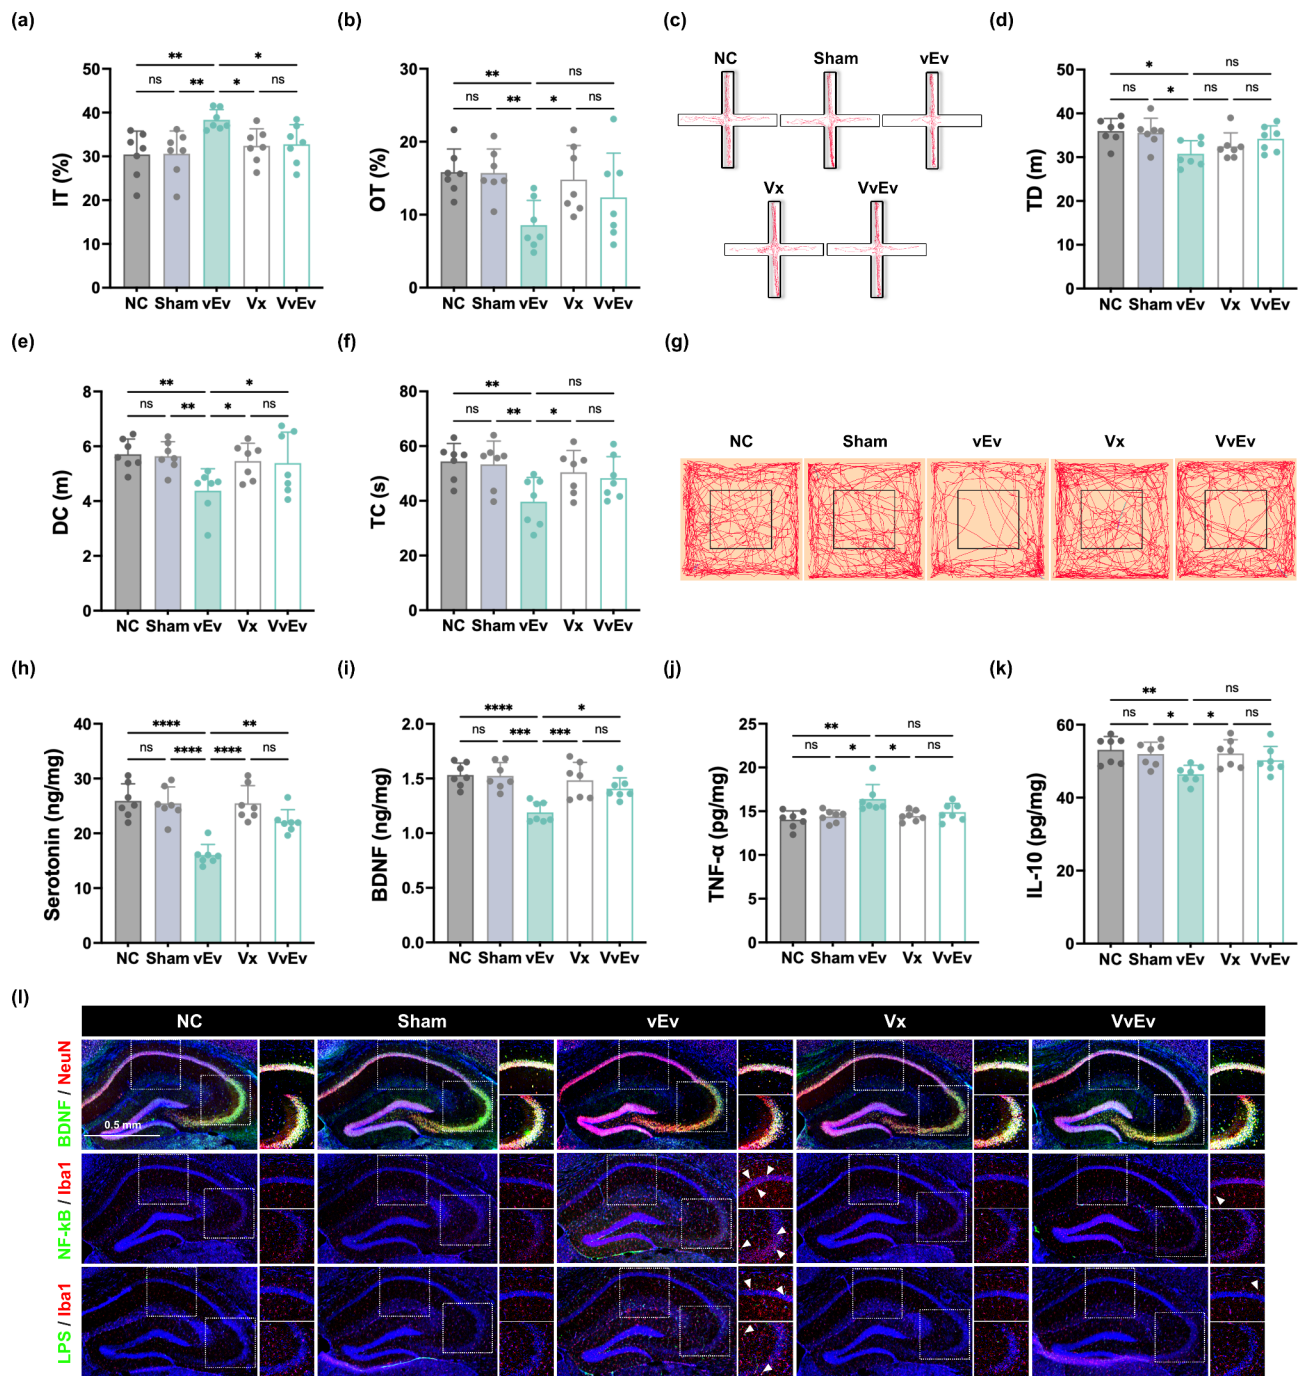 (a)
** *
ns ** * ns
IT (%)
50
40
30
20
10
0
NC Sham vEv Vx VvEv
(b)
** ns
ns ** * ns
OT (%)
30
20
10
0
NC Sham vEv Vx VvEv
(c)
NC Sham vEv
Vx VvEv
(d)
* ns
ns * ns ns
TD (m)
50
40
30
20
10
0
NC Sham vEv Vx VvEv
(e)
** *
ns ** * ns
DC (m)
8
6
4
2
0
NC Sham vEv Vx VvEv
(f)
** ns
ns ** * ns
TC (s)
80
60
40
20
0
NC Sham vEv Vx VvEv
(g)
NC Sham vEv Vx VvEv
(h)
**** **
ns **** **** ns
Serotonin (ng/mg)
40
30
20
10
0
NC Sham vEv Vx VvEv
(i)
**** *
ns *** *** ns
BDNF (ng/mg)
2.0
1.5
1.0
0.5
0.0
NC Sham vEv Vx VvEv
(j)
** ns
ns * * ns
TNF-α (pg/mg)
25
20
15
10
5
0
NC Sham vEv Vx VvEv
(k)
** ns
ns * * ns
IL-10 (pg/mg)
60
40
20
0
NC Sham vEv Vx VvEv
(l)
NC Sham vEv Vx VvEv
BDNF / NeuN
0.5 mm
NF-kB / Iba1
LPS / Iba1